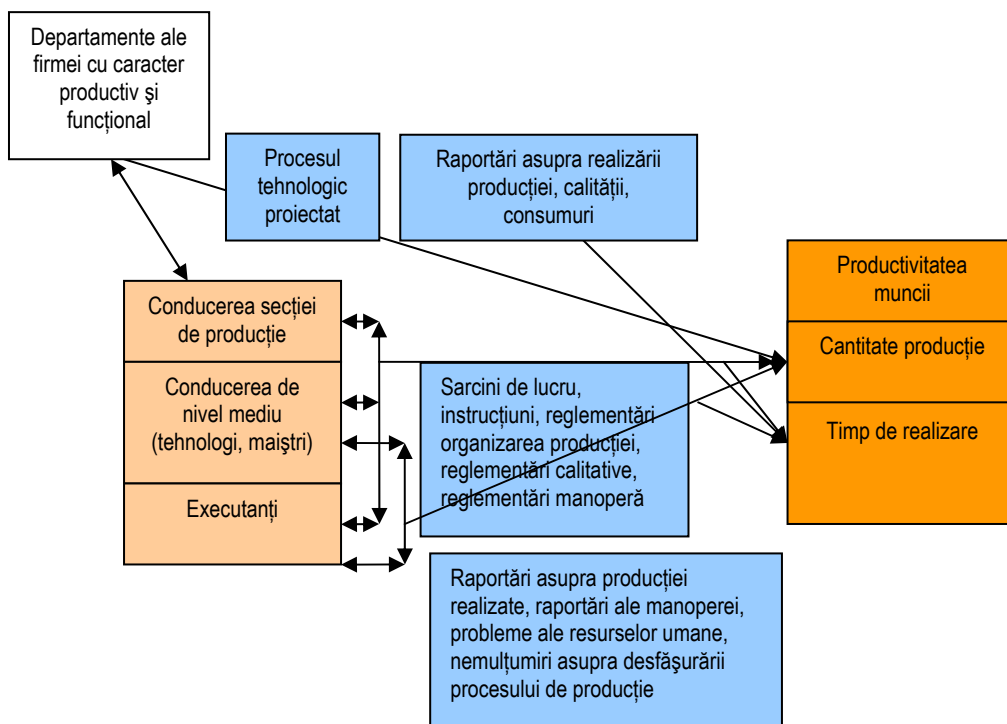 Departamente ale
firmei cu caracter
productiv şi
funcțional
Procesul
tehnologic
proiectat
Raportări asupra realizării
producției, calității,
consumuri
Productivitatea
muncii
Cantitate producție
Timp de realizare
Conducerea secției
de producție
Conducerea de
nivel mediu
(tehnologi, maiştri)
Executanți
Sarcini de lucru,
instrucțiuni, reglementări
organizarea producției,
reglementări calitative,
reglementări manoperă
Raportări asupra producției
realizate, raportări ale manoperei,
probleme ale resurselor umane,
nemulțumiri asupra desfăşurării
procesului de producție